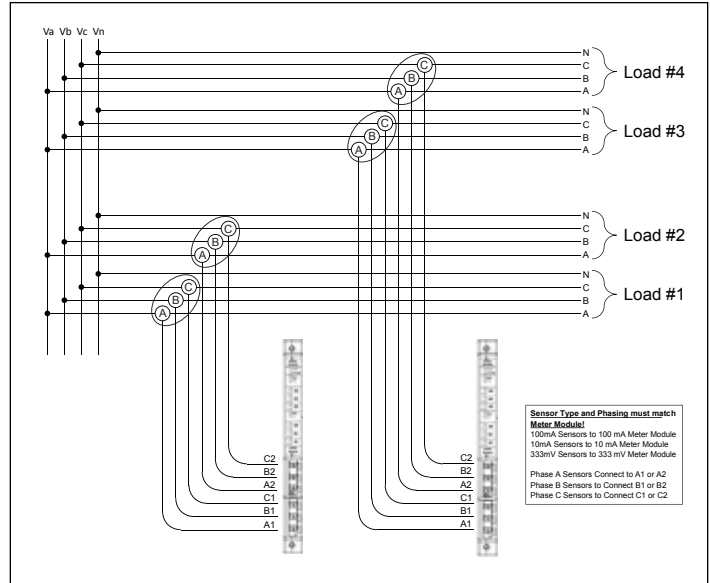 Va Vb Vc Vn
N
C
C
B
B
A
A
Load #4
N
C
C
B
B
A
A
Load #3
N
C
C
B
B
A
A
Load #2
N
C
C
B
B
A
A
Load #1
C2
B2
A2
C1
B1
A1
C2
B2
A2
C1
B1
A1
Sensor Type and Phasing must match
Meter Module!
100mA Sensors to 100 mA Meter Module
10mA Sensors to 10 mA Meter Module
333mV Sensors to 333 mV Meter Module
Phase A Sensors Connect to A1 or A2
Phase B Sensors to Connect B1 or B2
Phase C Sensors to Connect C1 or C2